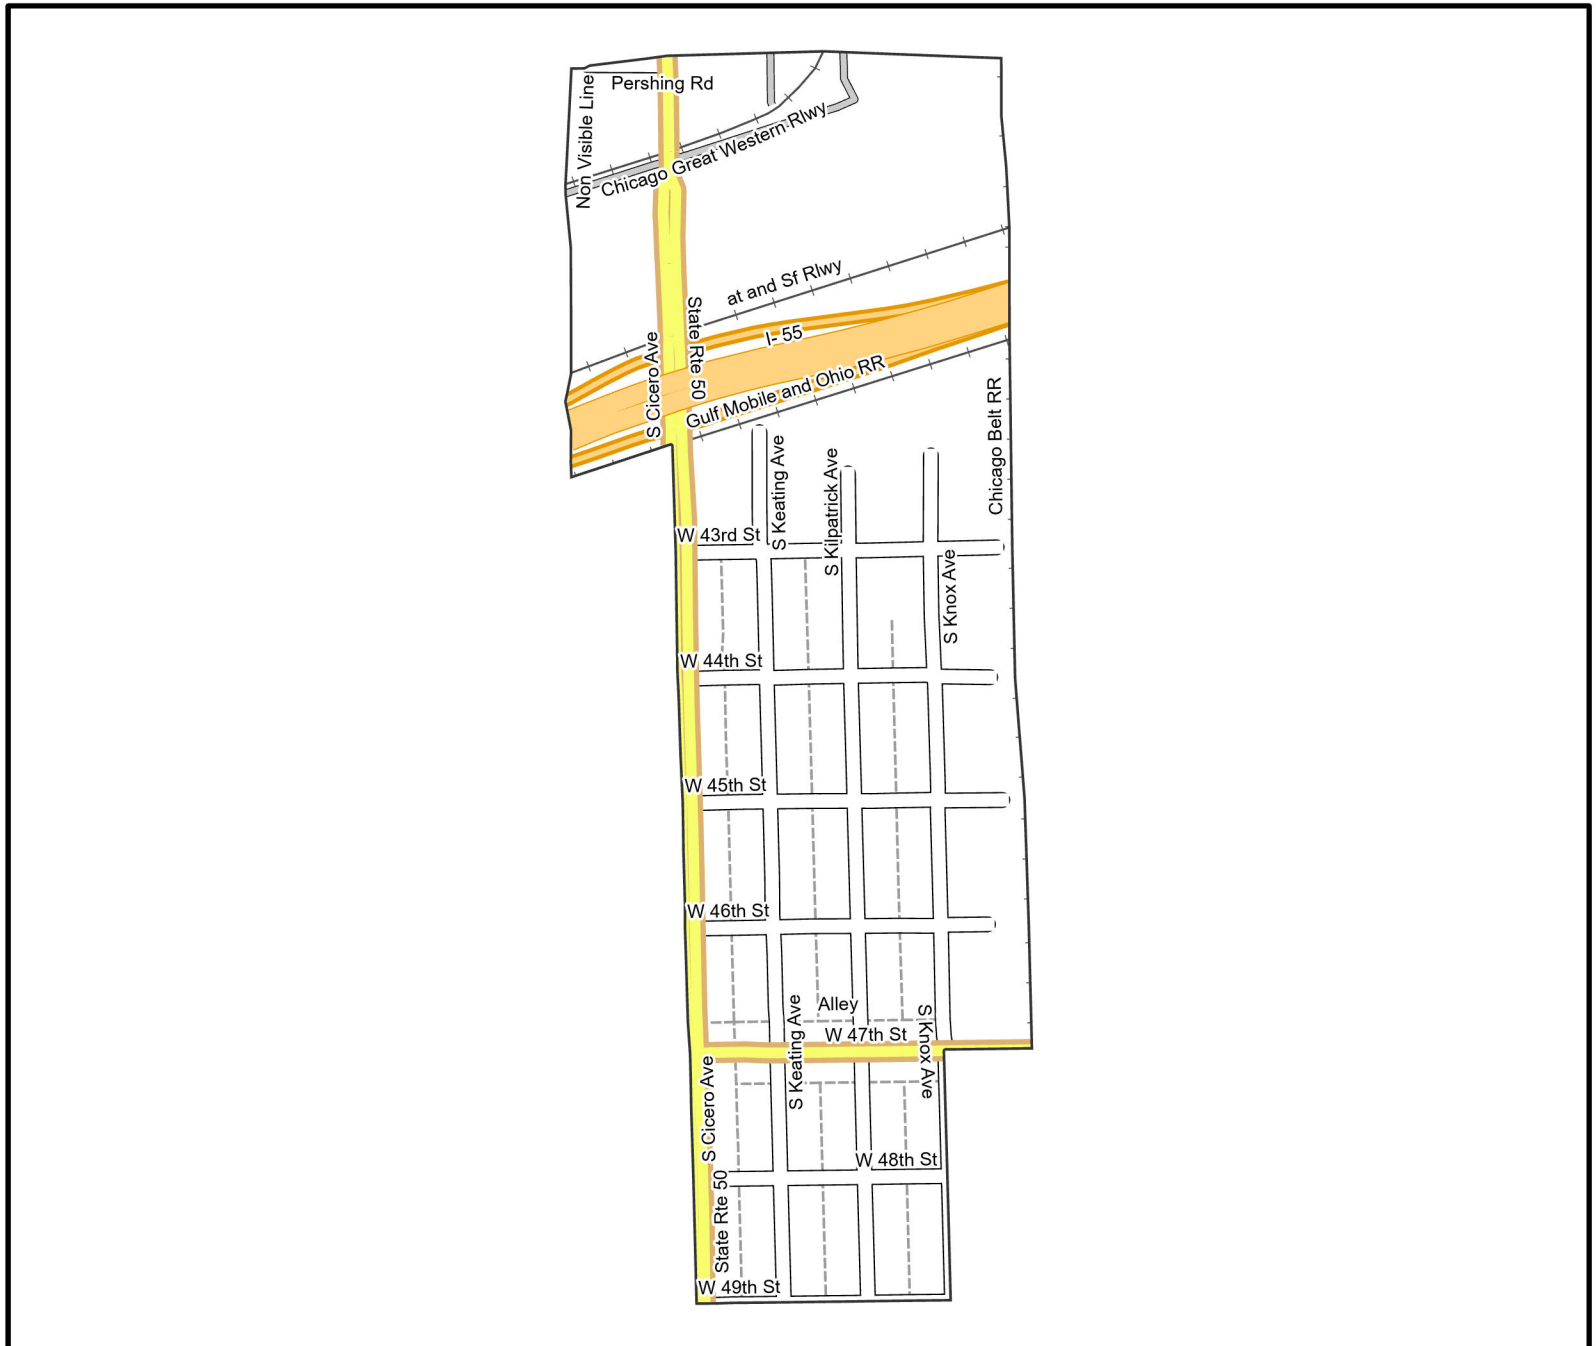 Pershing Rd
Non Visible Line
Chicago Great Western Rlwy
at and Sf Rlwy
State Rte 50
I- 55
S Cicero Ave
Gulf Mobile and Ohio RR
Chicago Belt RR
S Keating Ave
S Kilpatrick Ave
W 43rd St
S Knox Ave
W 44th St
W 45th St
W 46th St
Alley
S Keating Ave
S Knox Ave
W 47th St
S Cicero Ave
W 48th St
State Rte 50
W 49th St